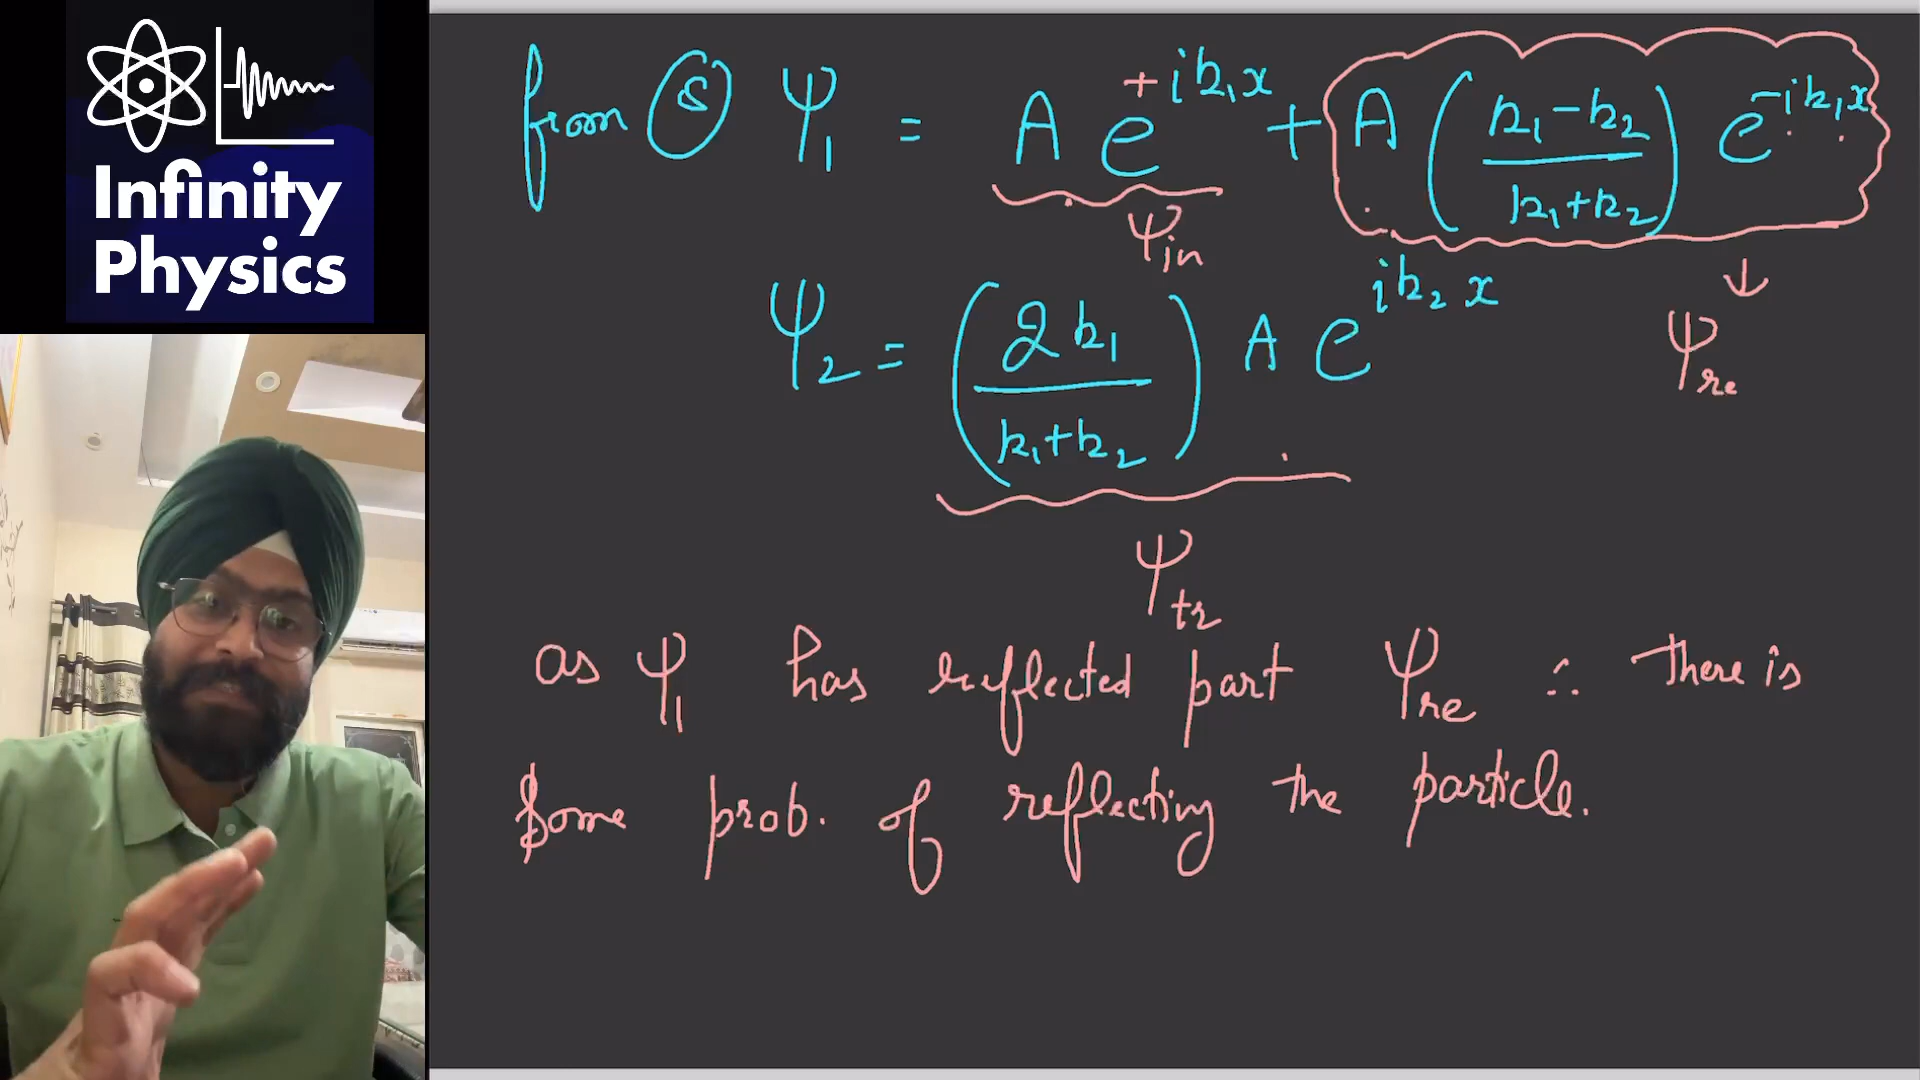 Infinity
Physics
from ⑧ ψ₁ = A e^{+ik₁x} + A ( (k₁-k₂) / (k₁+k₂) ) e^{-ik₁x}
ψin
ψre
ψ₂ = ( 2k₁ / (k₁+k₂) ) A e^{ik₂x}
ψtr
as ψ₁ has reflected part ψre ∴ there is
some prob. of reflecting the particle.